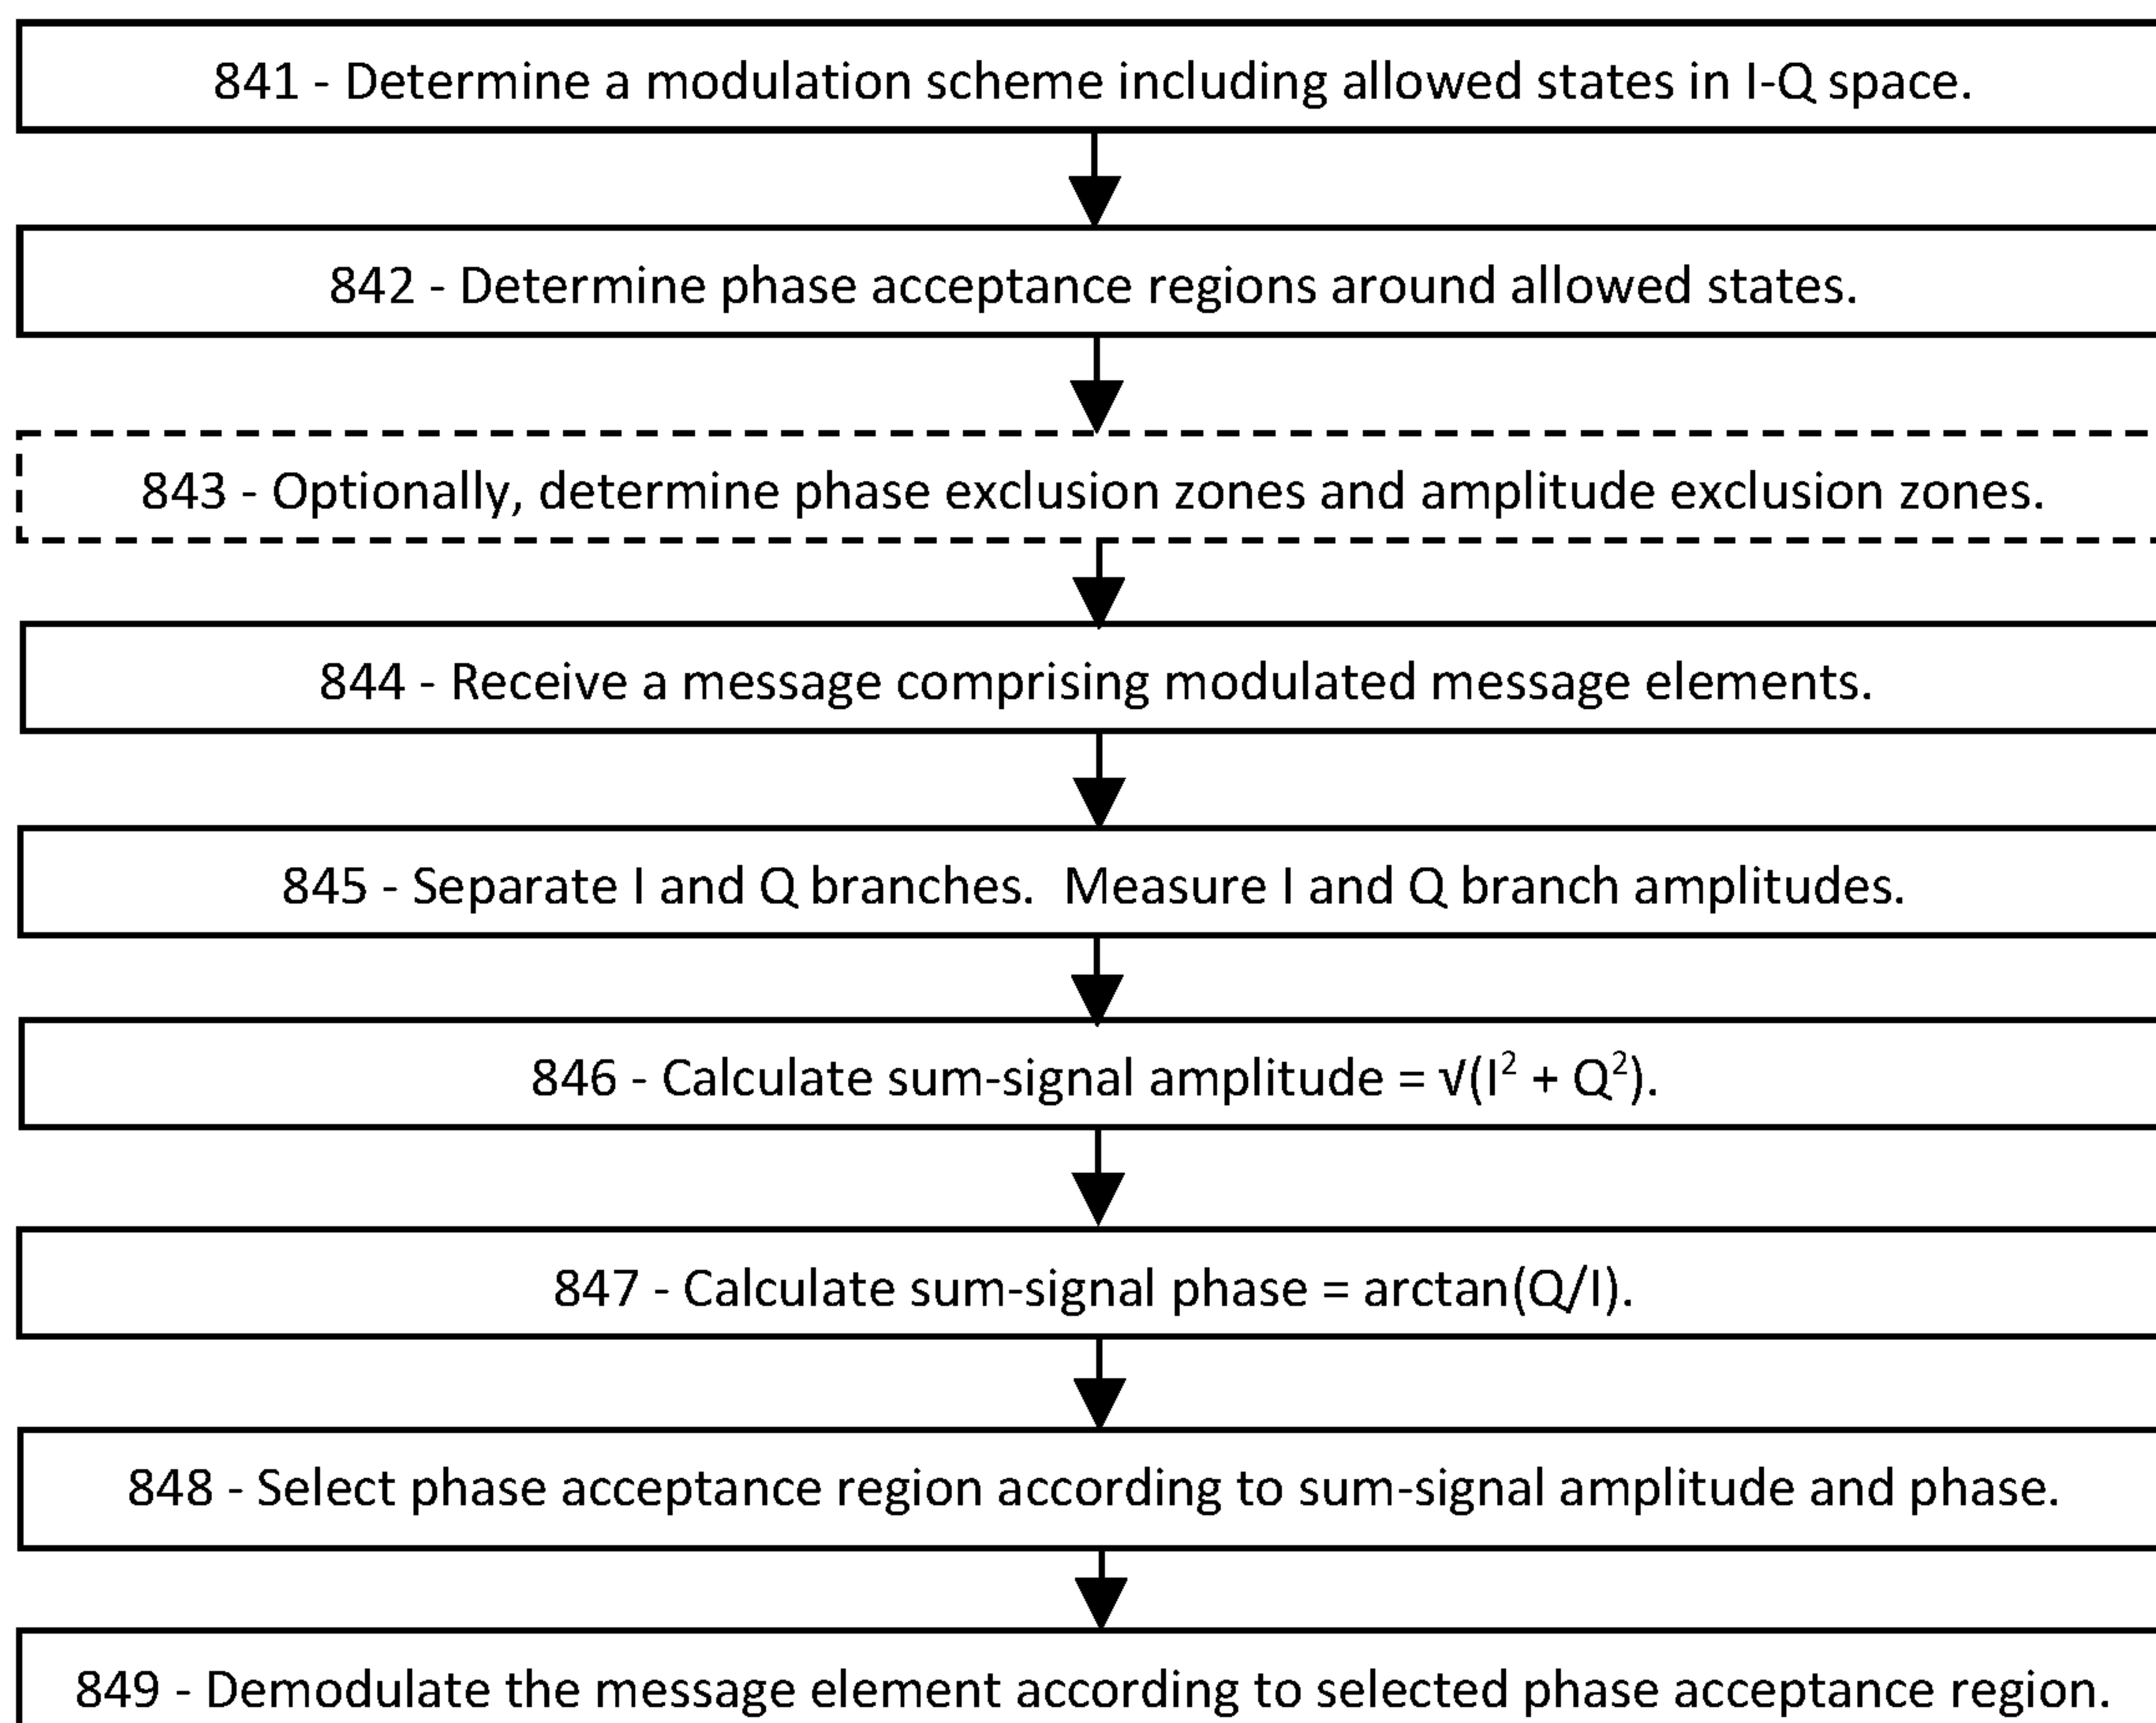 841 - Determine a modulation scheme including allowed states in I-Q space.
842 - Determine phase acceptance regions around allowed states.
843 - Optionally, determine phase exclusion zones and amplitude exclusion zones.
844 - Receive a message comprising modulated message elements.
845 - Separate I and Q branches.  Measure I and Q branch amplitudes.
846 - Calculate sum-signal amplitude = √(I² + Q²).
847 - Calculate sum-signal phase = arctan(Q/I).
848 - Select phase acceptance region according to sum-signal amplitude and phase.
849 - Demodulate the message element according to selected phase acceptance region.